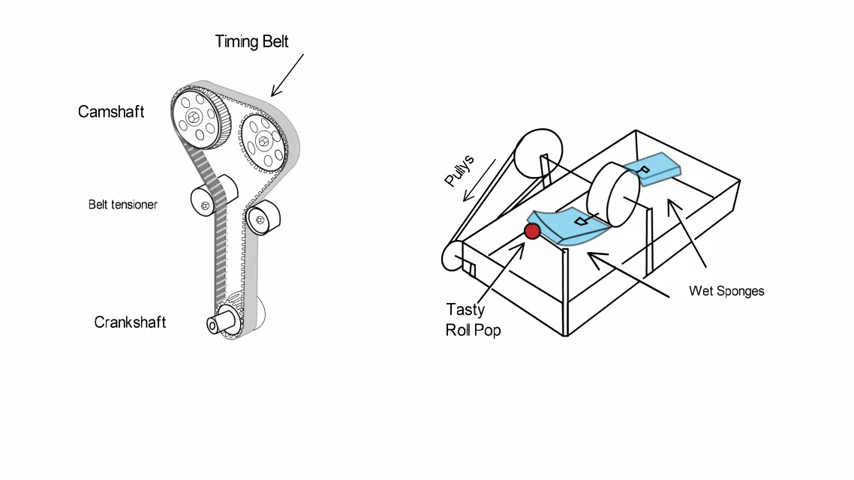 Timing Belt
Camshaft
Belt tensioner
Crankshaft
Pullys
Wet Sponges
Tasty
Roll Pop